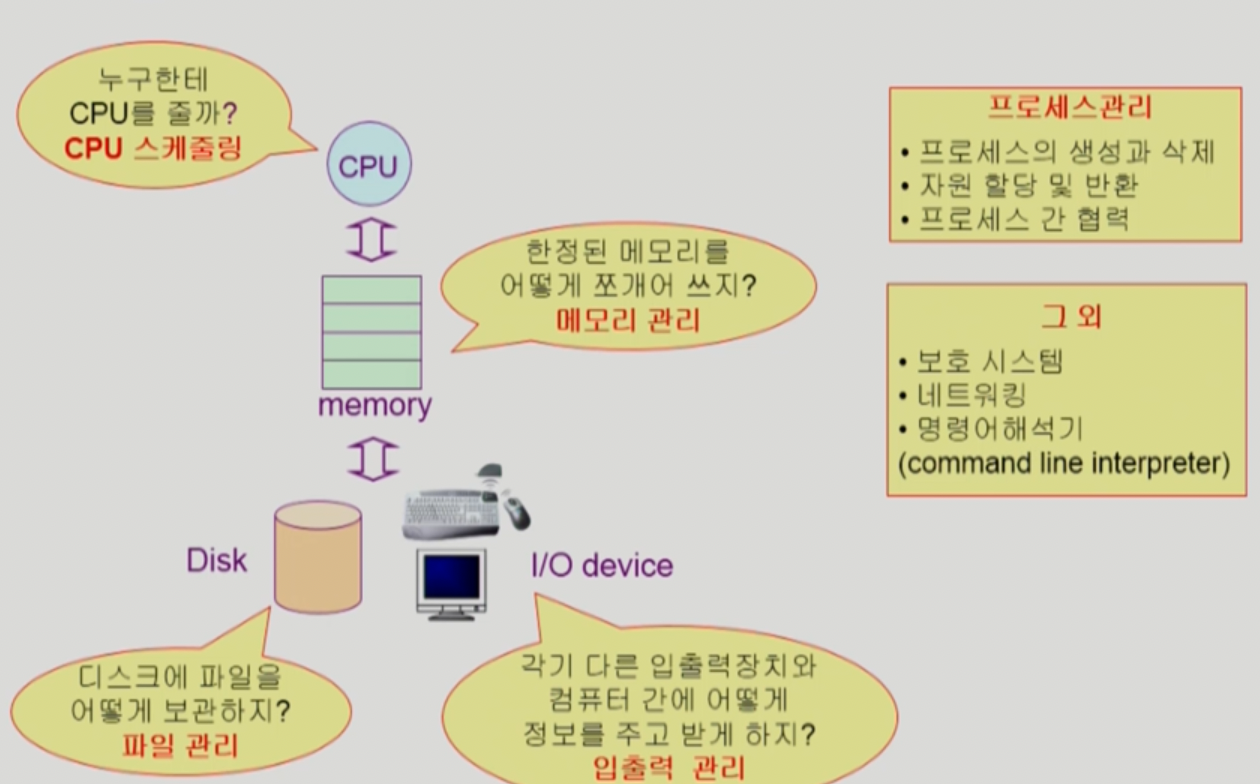 누구한테
CPU를 줄까?
CPU 스케줄링
CPU
한정된 메모리를
어떻게 쪼개어 쓰지?
메모리 관리
memory
Disk
I/O device
디스크에 파일을
어떻게 보관하지?
파일 관리
각기 다른 입출력장치와
컴퓨터 간에 어떻게
정보를 주고 받게 하지?
입출력 관리
프로세스관리
• 프로세스의 생성과 삭제
• 자원 할당 및 반환
• 프로세스 간 협력
그 외
• 보호 시스템
• 네트워킹
• 명령어해석기
(command line interpreter)